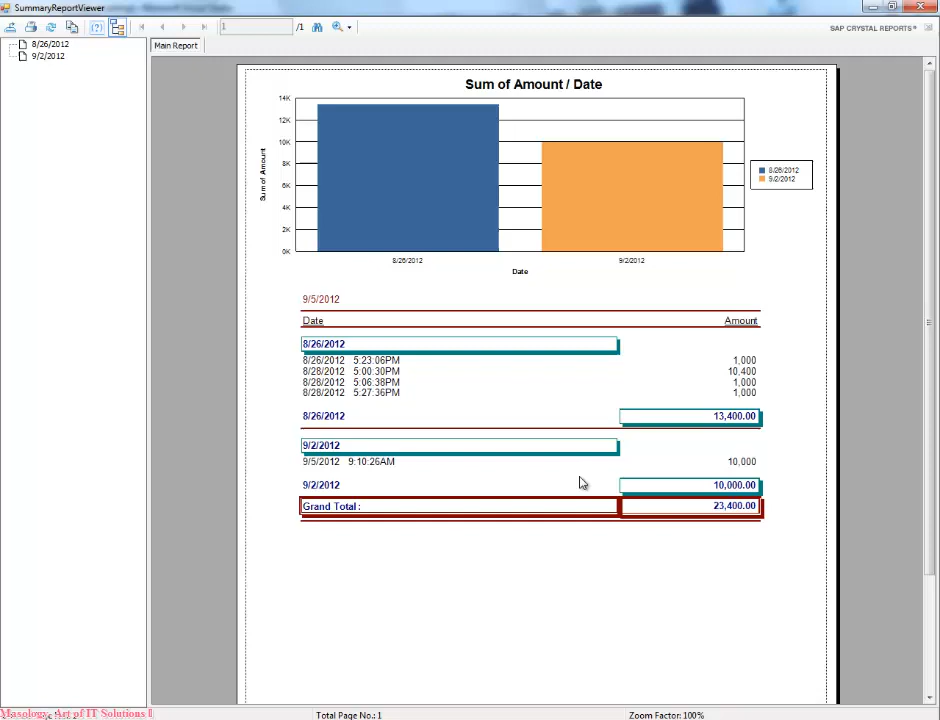 SummaryReportViewer
1
/1
SAP CRYSTAL REPORTS®
8/26/2012
9/2/2012
Main Report
Sum of Amount / Date
14K
12K
10K
8K
6K
4K
2K
0K
Sum of Amount
8/26/2012
9/2/2012
Date
8/26/2012
9/2/2012
9/5/2012
Date Amount
8/26/2012
8/26/2012 5:23:06PM 1,000
8/28/2012 5:00:30PM 10,400
8/28/2012 5:06:38PM 1,000
8/28/2012 5:27:36PM 1,000
8/26/2012 13,400.00
9/2/2012
9/5/2012 9:10:26AM 10,000
9/2/2012 10,000.00
Grand Total: 23,400.00
Masology, Art of IT Solutions
Total Page No.: 1
Zoom Factor: 100%